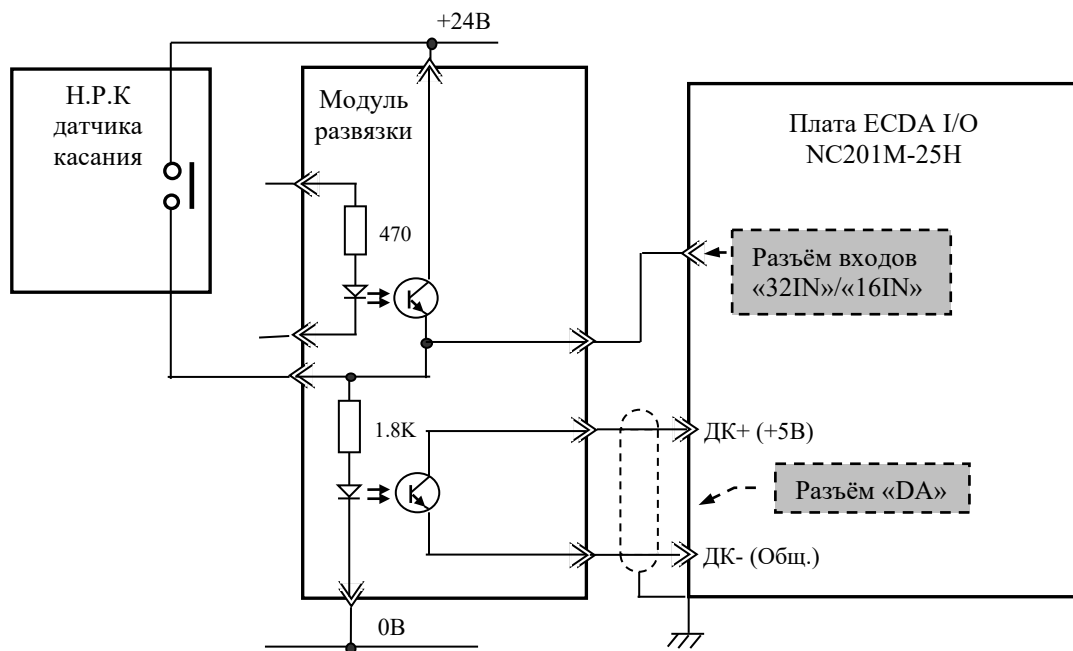 +24В
Н.Р.К
датчика
касания
Модуль
развязки
Плата ECDA I/O
NC201M-25H
470
Разъём входов
«32IN»/«16IN»
1.8K
ДК+ (+5В)
Разъём «DA»
ДК- (Общ.)
0В